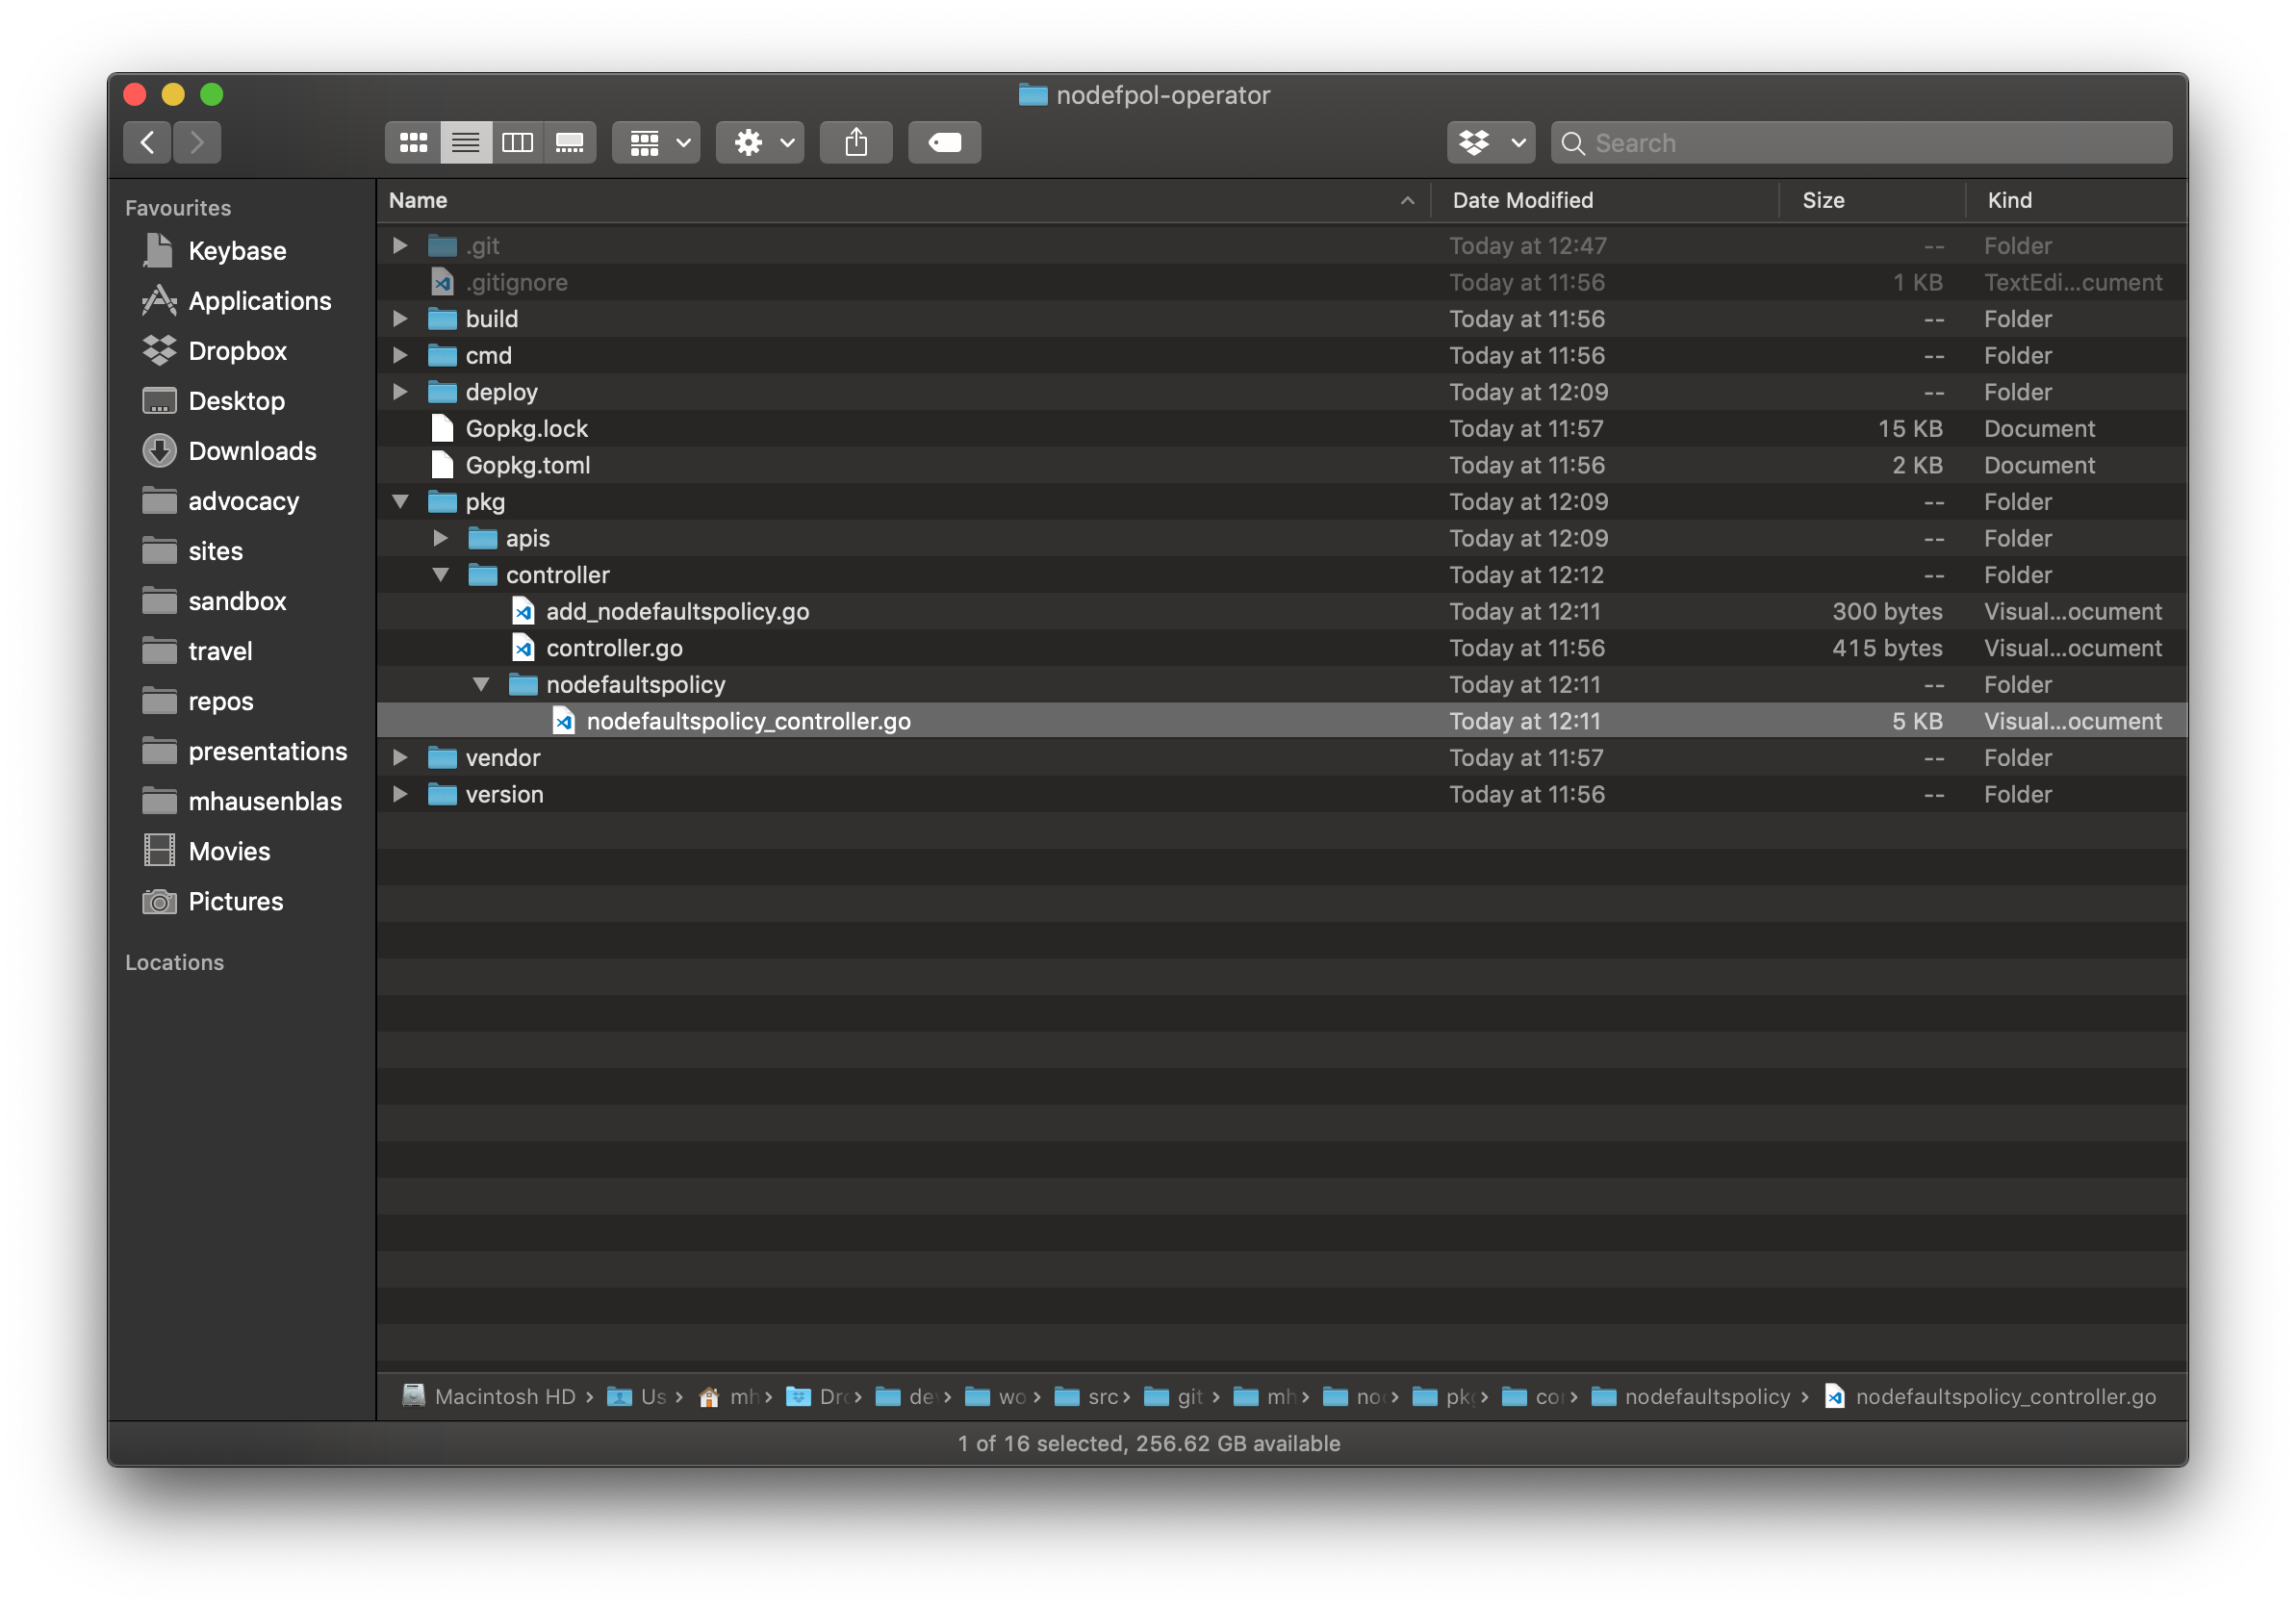 nodefpol-operator
Search
Favourites
Keybase
Applications
Dropbox
Desktop
Downloads
advocacy
sites
sandbox
travel
repos
presentations
mhausenblas
Movies
Pictures
Locations
Name Date Modified Size Kind
.git Today at 12:47 -- Folder
.gitignore Today at 11:56 1 KB TextEdi...cument
build Today at 11:56 -- Folder
cmd Today at 11:56 -- Folder
deploy Today at 12:09 -- Folder
Gopkg.lock Today at 11:57 15 KB Document
Gopkg.toml Today at 11:56 2 KB Document
pkg Today at 12:09 -- Folder
apis Today at 12:09 -- Folder
controller Today at 12:12 -- Folder
add_nodefaultspolicy.go Today at 12:11 300 bytes Visual...ocument
controller.go Today at 11:56 415 bytes Visual...ocument
nodefaultspolicy Today at 12:11 -- Folder
nodefaultspolicy_controller.go Today at 12:11 5 KB Visual...ocument
vendor Today at 11:57 -- Folder
version Today at 11:56 -- Folder
Macintosh HD › Us › mh › Dr › de › wo › src › git › mh › no › pk › co › nodefaultspolicy › nodefaultspolicy_controller.go
1 of 16 selected, 256.62 GB available